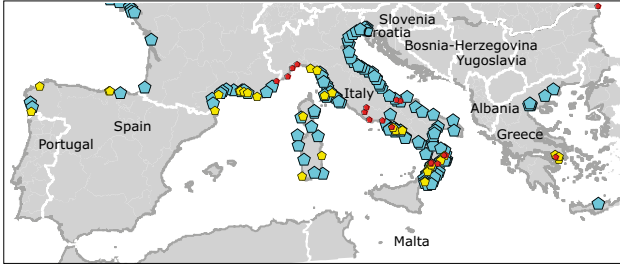 Slovenia
Croatia
Bosnia-Herzegovina
Yugoslavia
Italy
Albania
Spain
Greece
Portugal
Malta